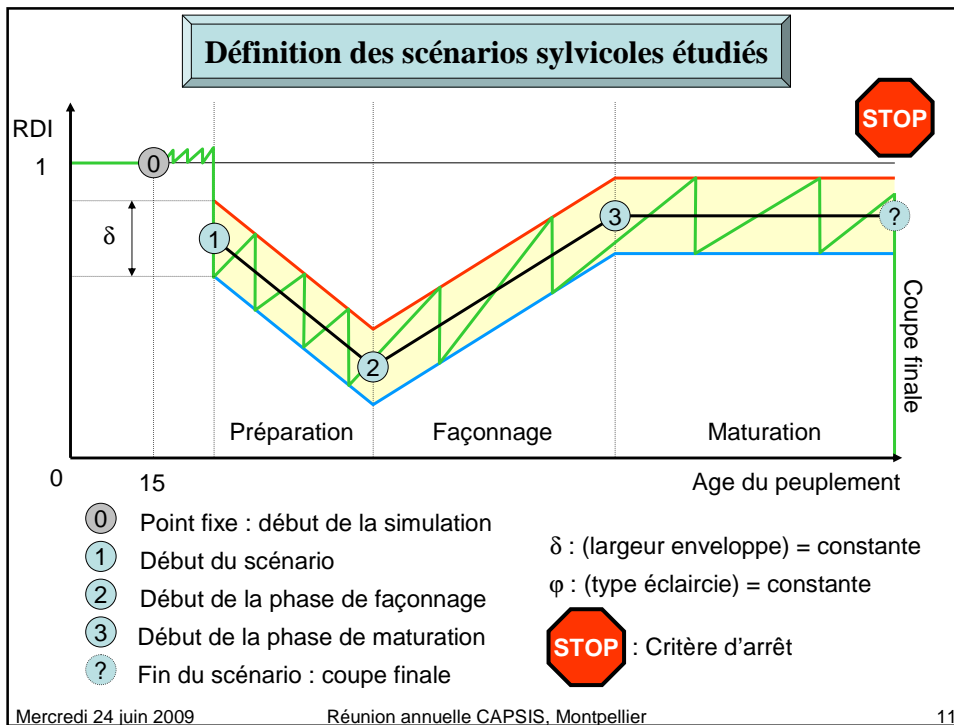 Définition des scénarios sylvicoles étudiés
STOP
RDI
1
0
δ
1
3
?
2
Coupe finale
Préparation
Façonnage
Maturation
0
15
Age du peuplement
0 Point fixe : début de la simulation
1 Début du scénario
2 Début de la phase de façonnage
3 Début de la phase de maturation
? Fin du scénario : coupe finale
δ : (largeur enveloppe) = constante
φ : (type éclaircie) = constante
STOP : Critère d'arrêt
Mercredi 24 juin 2009
Réunion annuelle CAPSIS, Montpellier
11